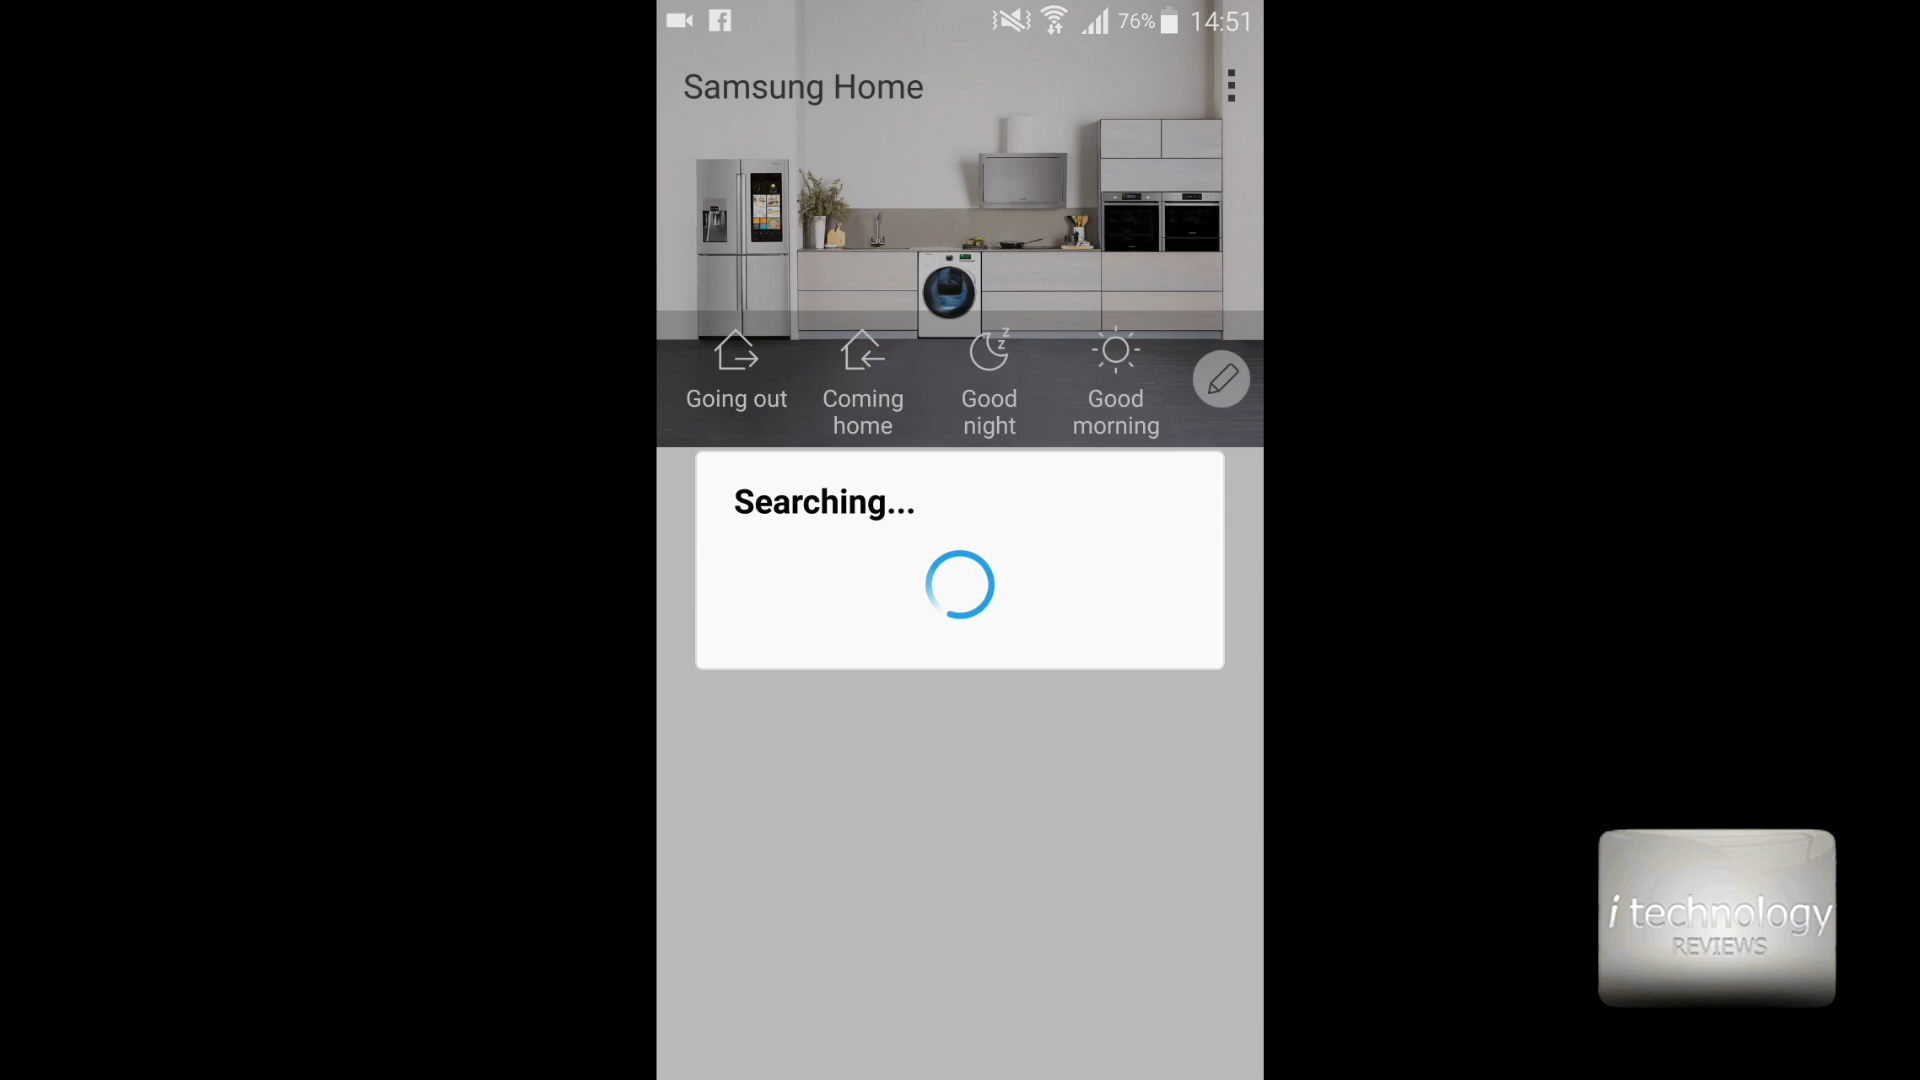 76% 14:51
Samsung Home
Going out
Coming
home
Good
night
Good
morning
Searching...
i technology
REVIEWS